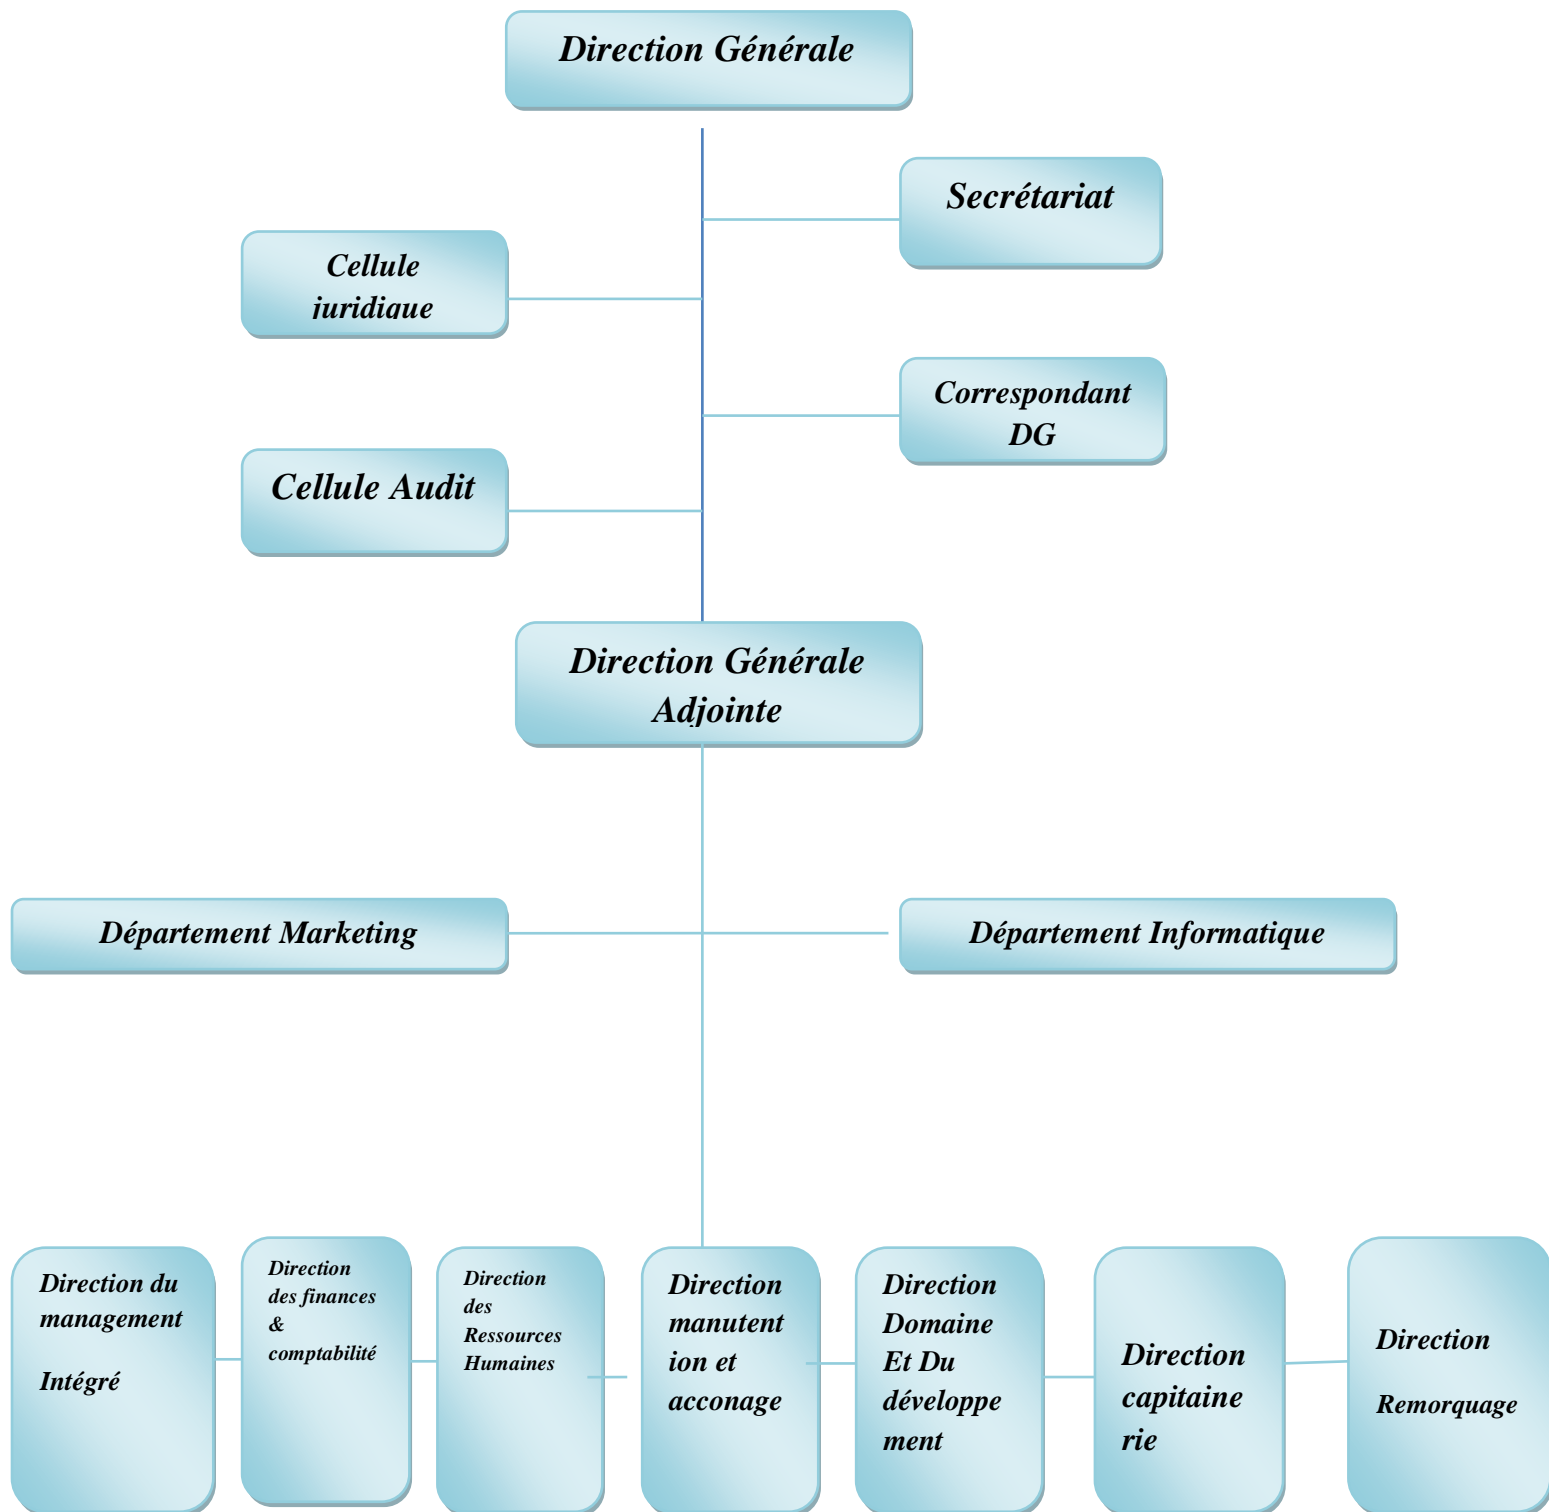 Direction Générale
Secrétariat
Cellule
juridique
Correspondant
DG
Cellule Audit
Direction Générale
Adjointe
Département Marketing
Département Informatique
Direction du
management
Intégré
Direction
des finances
&
comptabilité
Direction
des
Ressources
Humaines
Direction
manutent
ion et
acconage
Direction
Domaine
Et Du
développe
ment
Direction
capitaine
rie
Direction
Remorquage